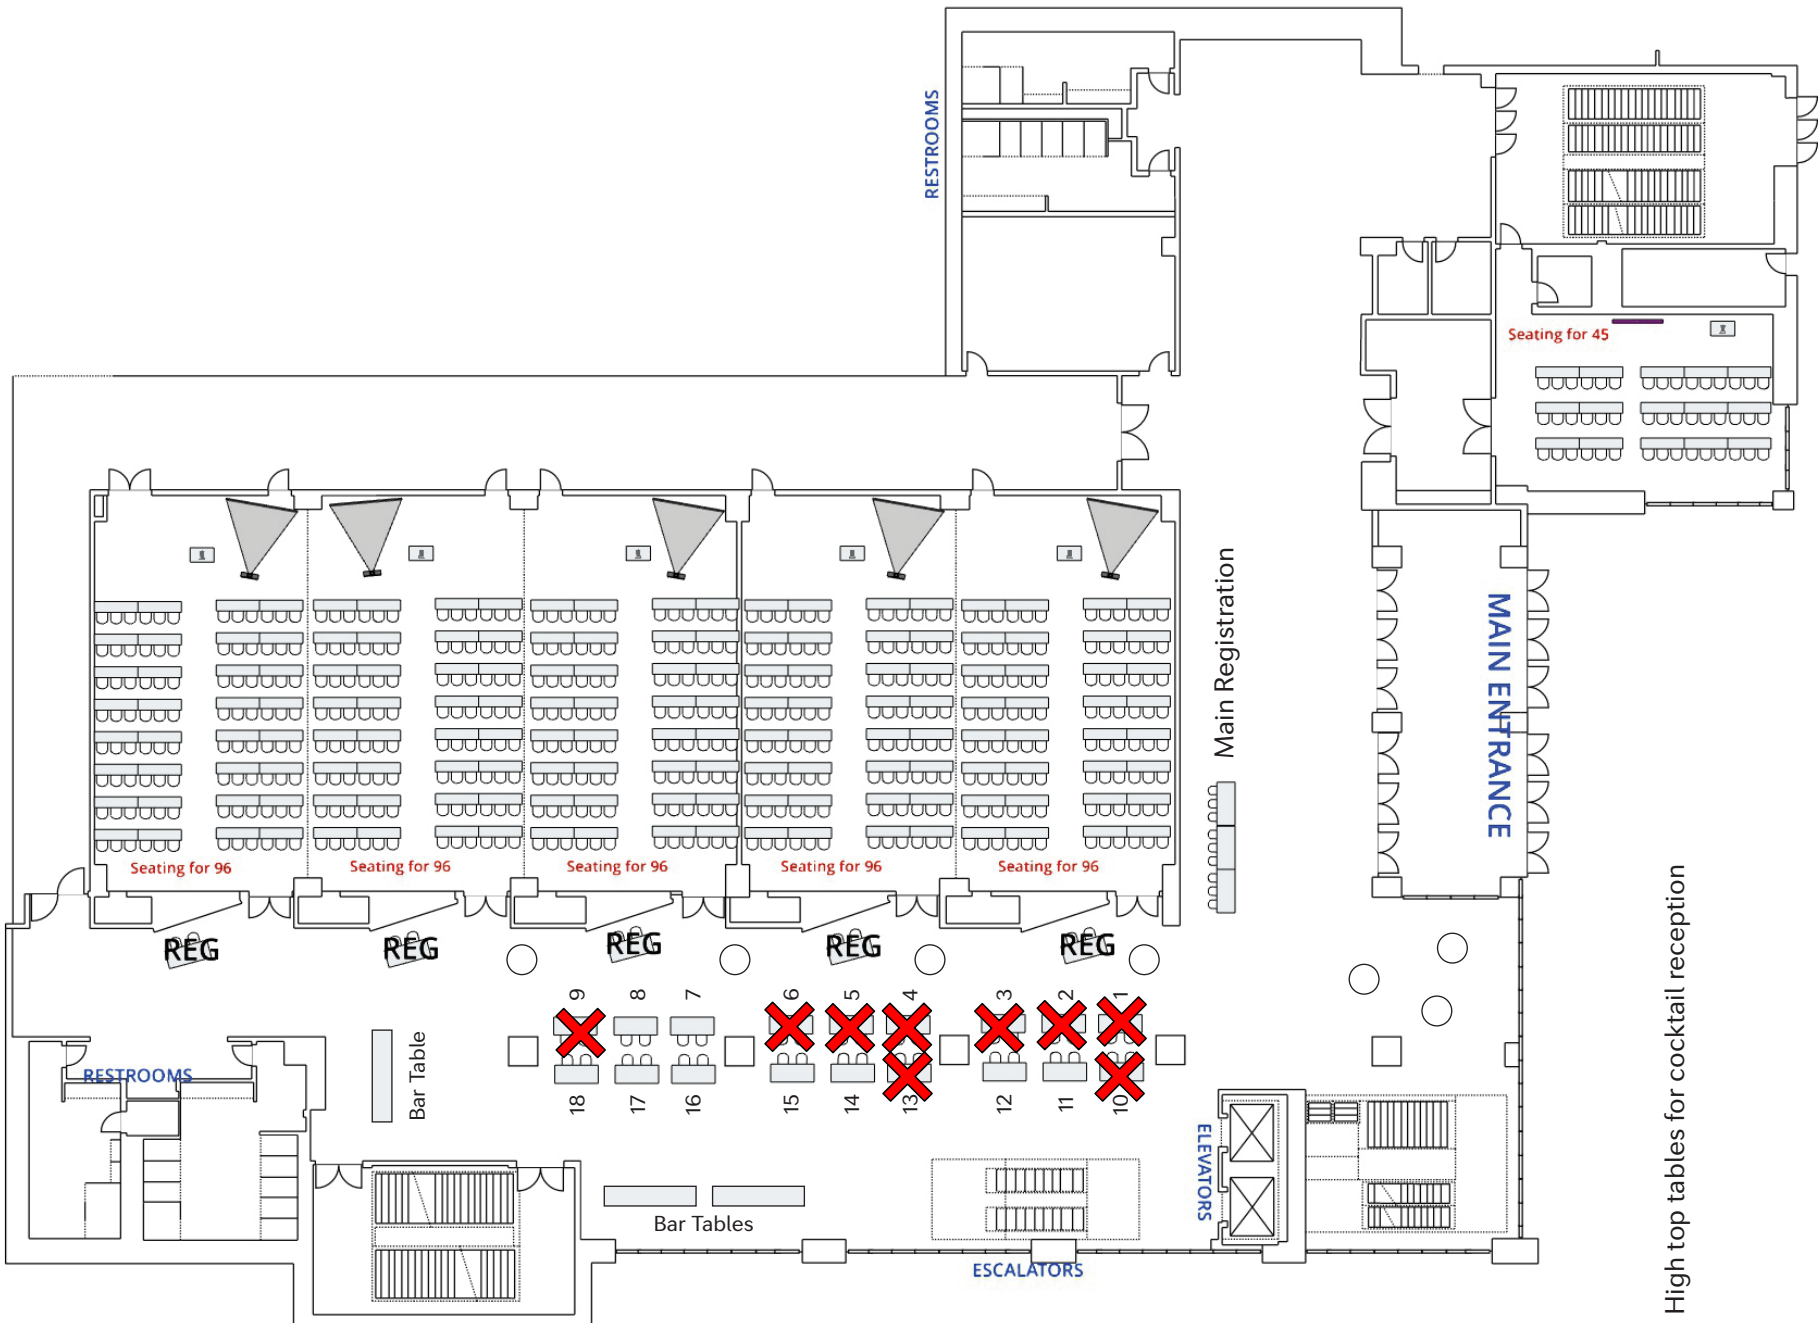 RESTROOMS
Seating for 45
Main Registration
MAIN ENTRANCE
Seating for 96
Seating for 96
Seating for 96
Seating for 96
Seating for 96
REG
REG
REG
REG
REG
9
8
7
6
5
4
3
2
1
RESTROOMS
Bar Table
18
17
16
15
14
13
12
11
10
High top tables for cocktail reception
ELEVATORS
Bar Tables
ESCALATORS